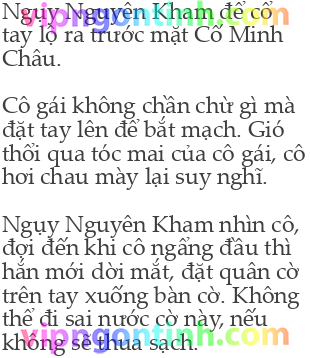 Ngụy Nguyên Kham để cổ
tay lộ ra trước mặt Cố Minh
Châu.
Cô gái không chần chừ gì mà
đặt tay lên để bắt mạch. Gió
thổi qua tóc mai của cô gái, cô
hơi chau mày lại suy nghĩ.
Ngụy Nguyên Kham nhìn cô,
đợi đến khi cô ngẩng đầu thì
hắn mới dời mắt, đặt quân cờ
trên tay xuống bàn cờ. Không
thể đi sai nước cờ này, nếu
không sẽ thua sạch.
vipngontinh.com
vipngontinh.com